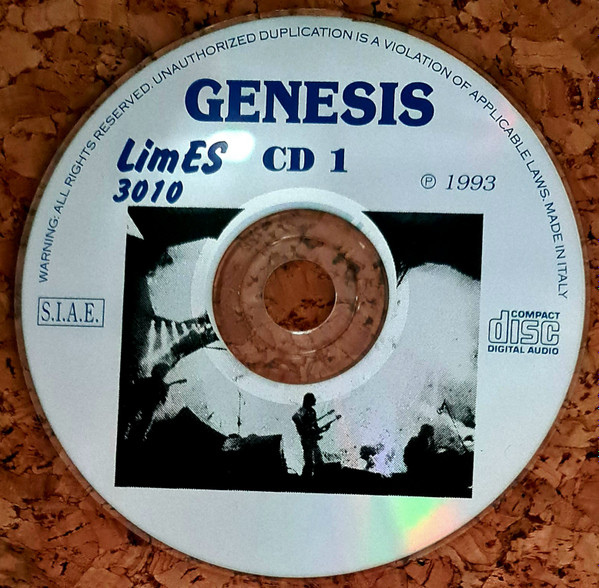 WARNING: ALL RIGHTS RESERVED. UNAUTHORIZED DUPLICATION IS A VIOLATION OF APPLICABLE LAWS. MADE IN ITALY
GENESIS
LimES CD 1
3010
℗ 1993
S.I.A.E.
COMPACT
disc
DIGITAL AUDIO